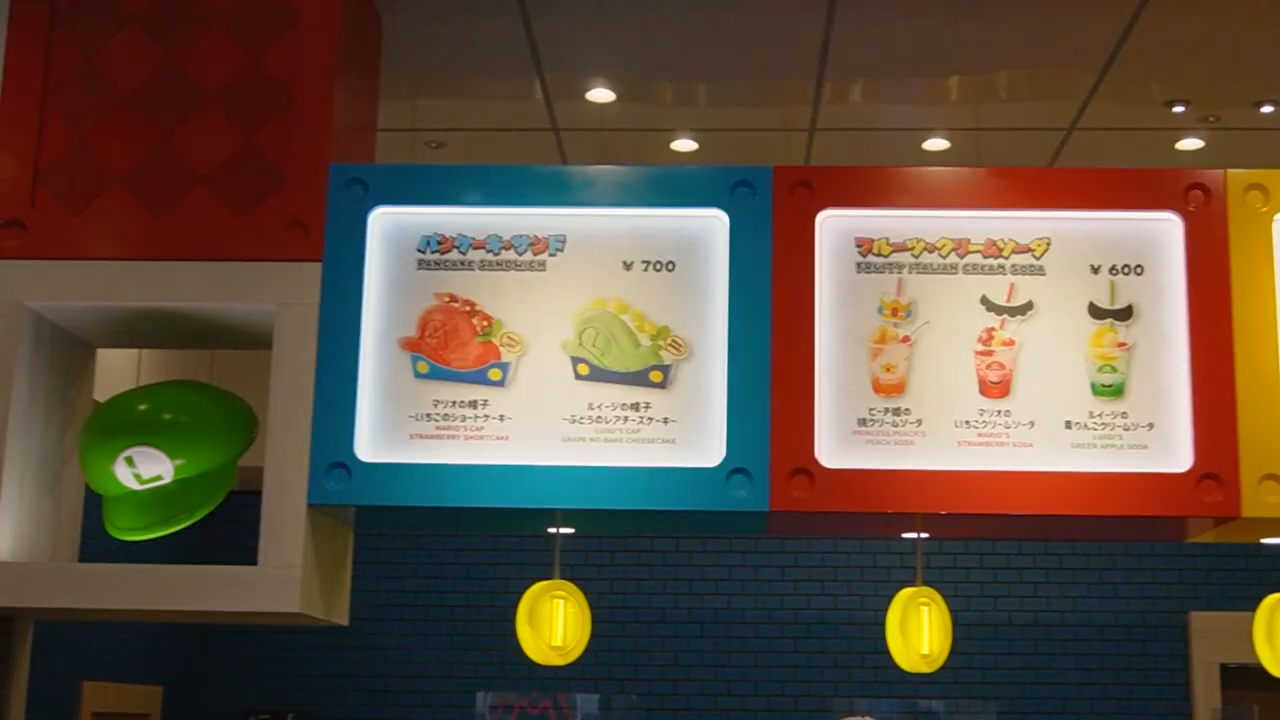 パンケーキ・サンド
PANCAKE SANDWICH
¥ 700
マリオの帽子
~いちごのショートケーキ~
MARIO'S CAP
STRAWBERRY SHORTCAKE
ルイージの帽子
~ぶどうのレアチーズケーキ~
LUIGI'S CAP
GRAPE NO-BAKE CHEESECAKE
フルーツ・クリームソーダ
FRUITY ITALIAN CREAM SODA
¥ 600
ピーチ姫の
桃クリームソーダ
PRINCESS PEACH'S
PEACH SODA
マリオの
いちごクリームソーダ
MARIO'S
STRAWBERRY SODA
ルイージの
青りんごクリームソーダ
LUIGI'S
GREEN APPLE SODA
L